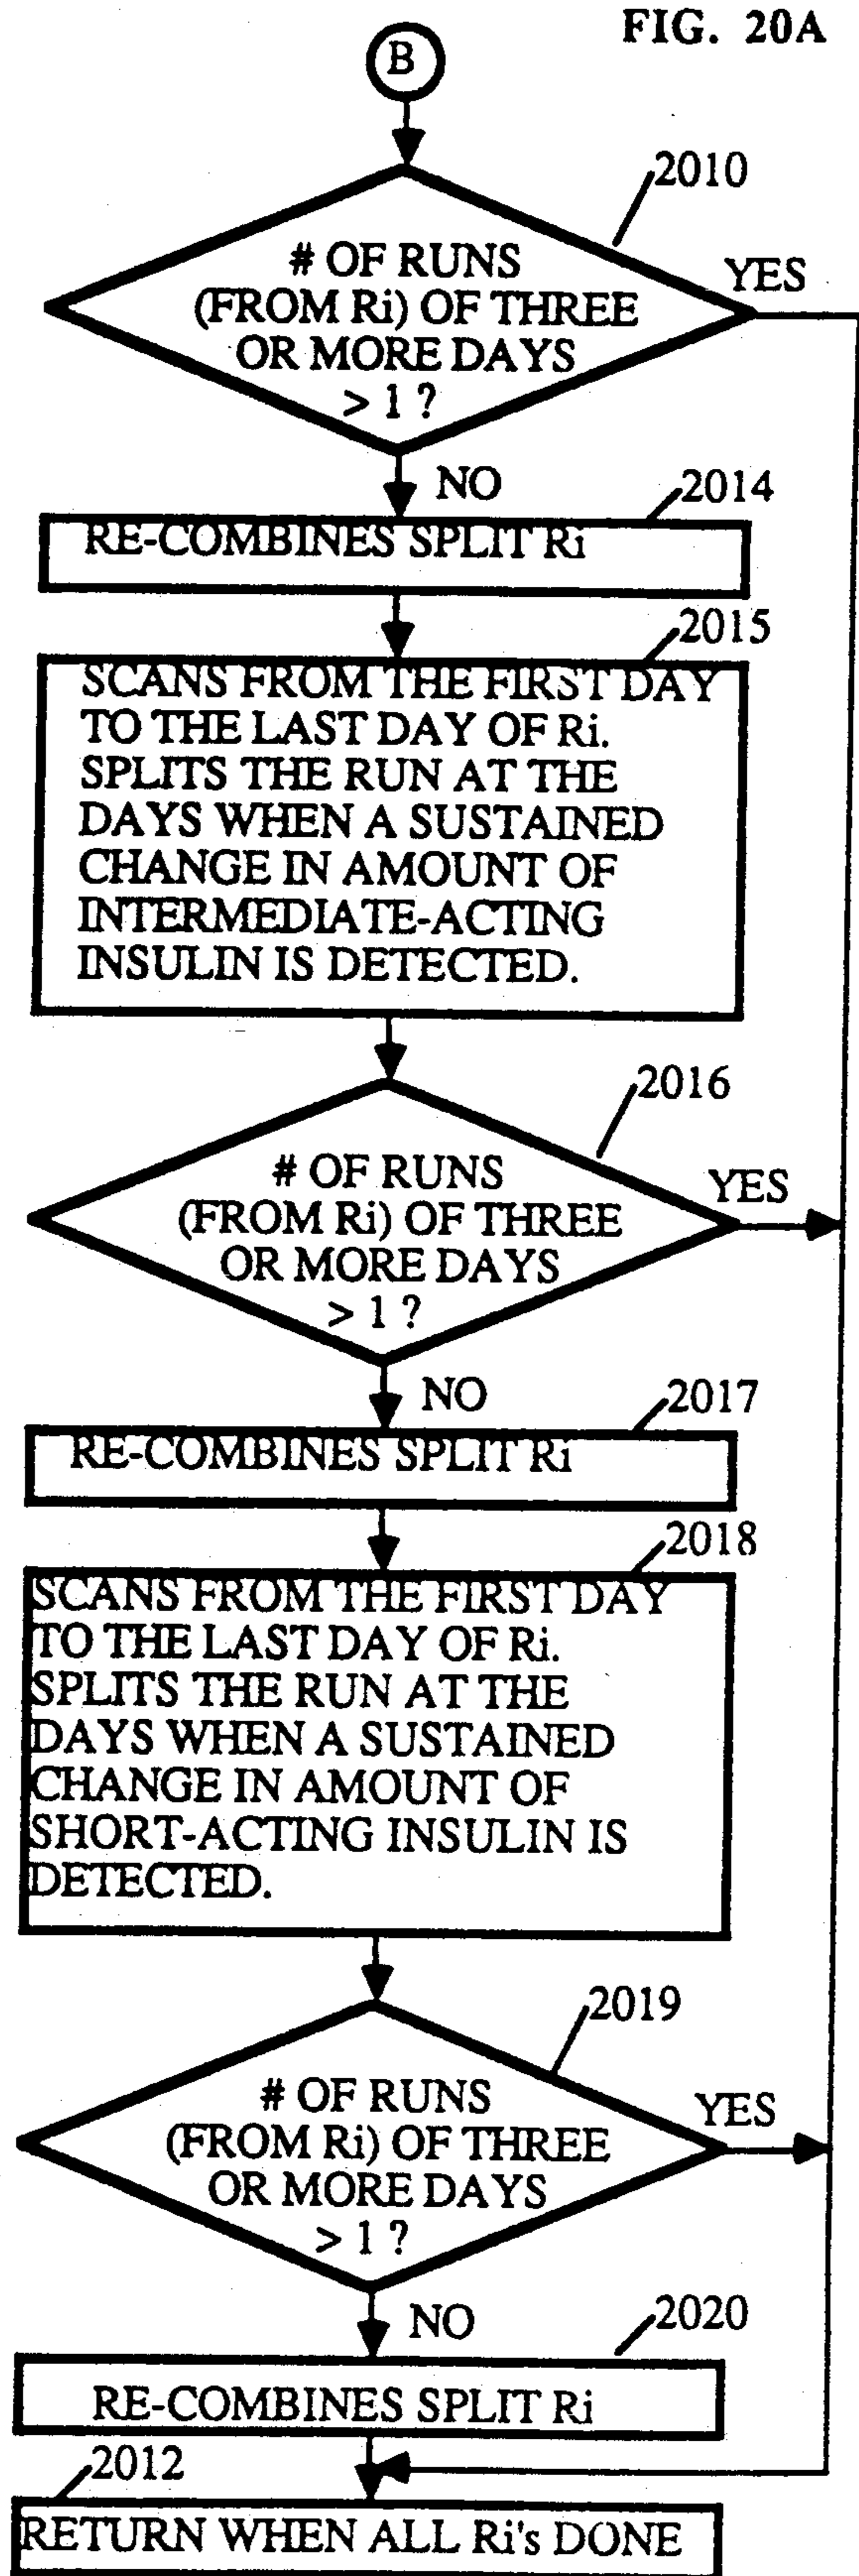 FIG. 20A
B
2010
# OF RUNS
(FROM Ri) OF THREE
OR MORE DAYS
> 1 ?
YES
NO
2014
RE-COMBINES SPLIT Ri
2015
SCANS FROM THE FIRST DAY
TO THE LAST DAY OF Ri.
SPLITS THE RUN AT THE
DAYS WHEN A SUSTAINED
CHANGE IN AMOUNT OF
INTERMEDIATE-ACTING
INSULIN IS DETECTED.
2016
# OF RUNS
(FROM Ri) OF THREE
OR MORE DAYS
> 1 ?
YES
NO
2017
RE-COMBINES SPLIT Ri
2018
SCANS FROM THE FIRST DAY
TO THE LAST DAY OF Ri.
SPLITS THE RUN AT THE
DAYS WHEN A SUSTAINED
CHANGE IN AMOUNT OF
SHORT-ACTING INSULIN IS
DETECTED.
2019
# OF RUNS
(FROM Ri) OF THREE
OR MORE DAYS
> 1 ?
YES
NO
2020
RE-COMBINES SPLIT Ri
2012
RETURN WHEN ALL Ri's DONE